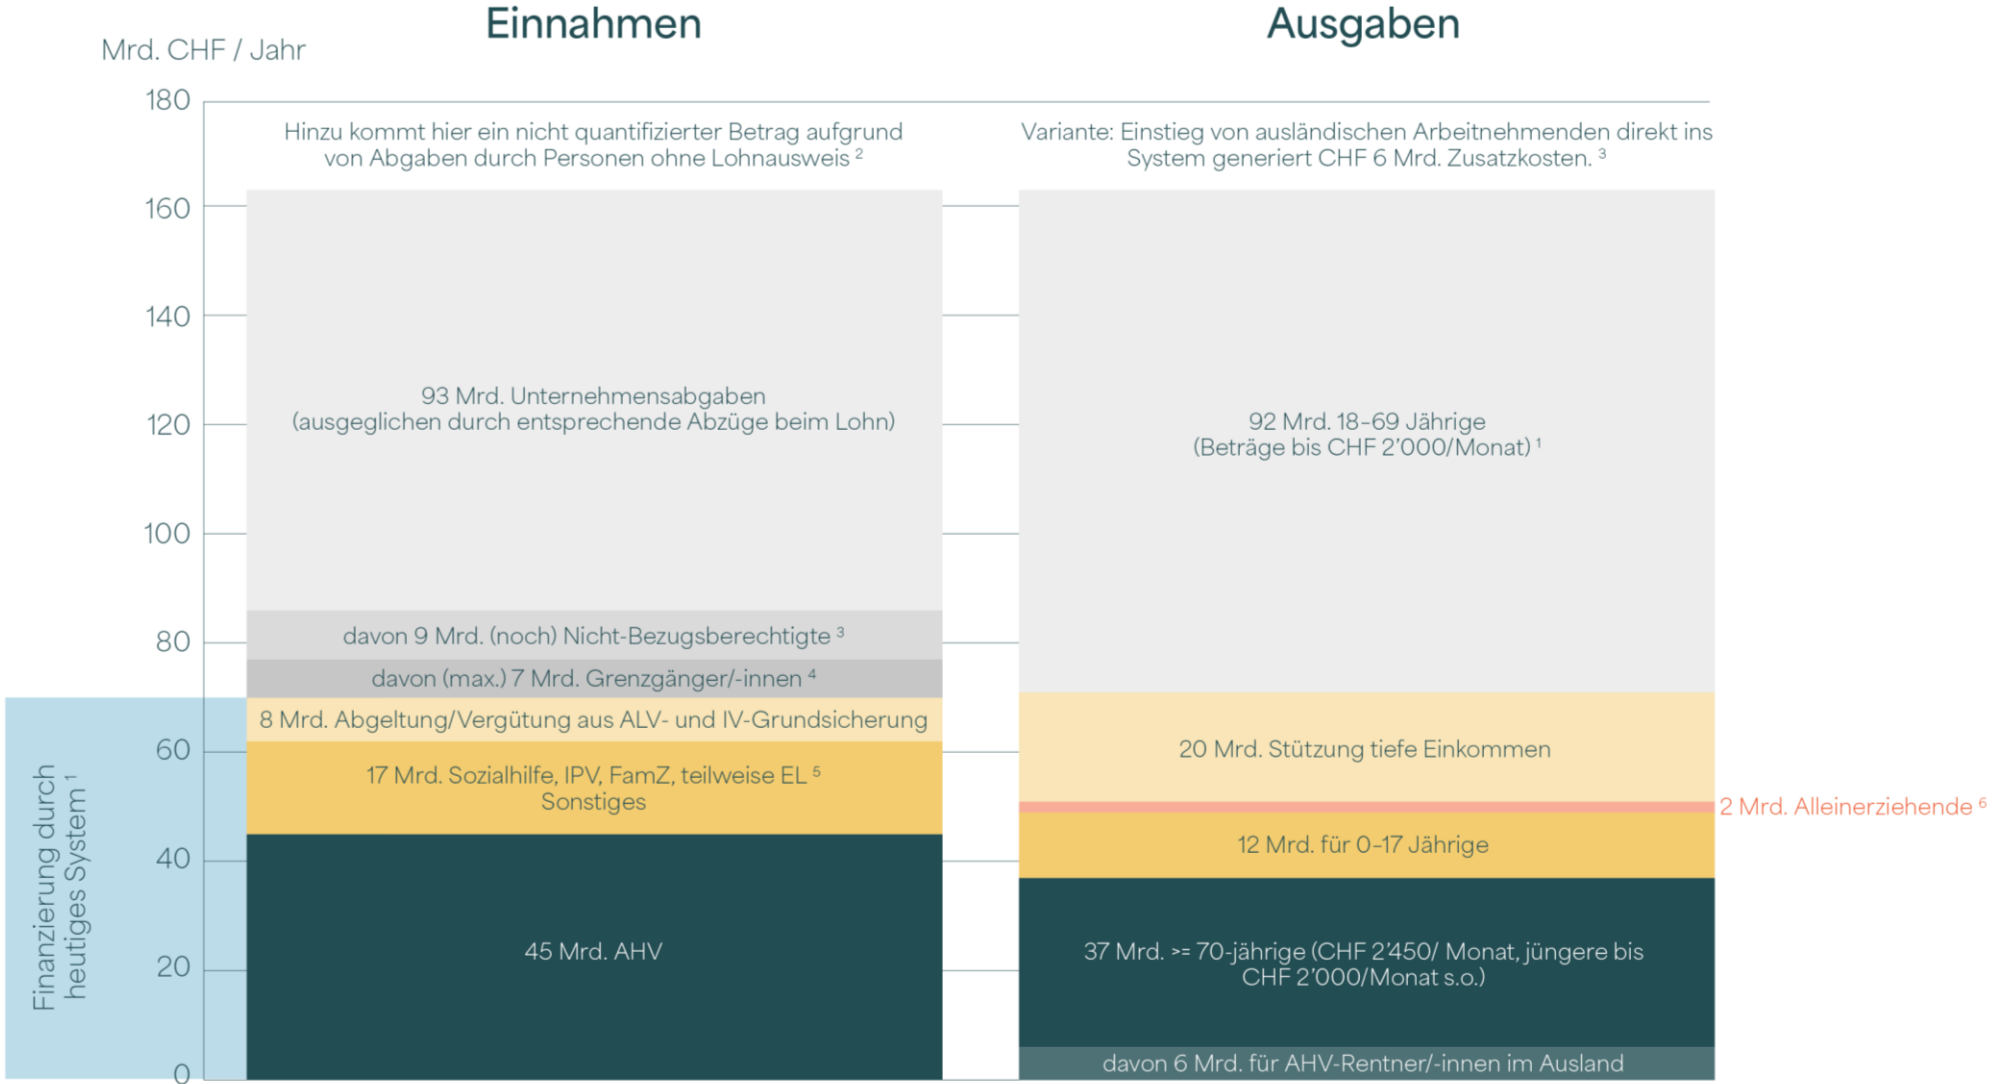 Einnahmen
Ausgaben
Mrd. CHF / Jahr
180
160
140
120
100
80
60
40
20
0
Finanzierung durch
heutiges System ¹
Hinzu kommt hier ein nicht quantifizierter Betrag aufgrund
von Abgaben durch Personen ohne Lohnausweis ²
93 Mrd. Unternehmensabgaben
(ausgeglichen durch entsprechende Abzüge beim Lohn)
davon 9 Mrd. (noch) Nicht-Bezugsberechtigte ³
davon (max.) 7 Mrd. Grenzgänger/-innen ⁴
8 Mrd. Abgeltung/Vergütung aus ALV- und IV-Grundsicherung
17 Mrd. Sozialhilfe, IPV, FamZ, teilweise EL ⁵
Sonstiges
45 Mrd. AHV
Variante: Einstieg von ausländischen Arbeitnehmenden direkt ins
System generiert CHF 6 Mrd. Zusatzkosten. ³
92 Mrd. 18–69 Jährige
(Beträge bis CHF 2’000/Monat) ¹
20 Mrd. Stützung tiefe Einkommen
2 Mrd. Alleinerziehende ⁶
12 Mrd. für 0–17 Jährige
37 Mrd. >= 70-jährige (CHF 2’450/ Monat, jüngere bis
CHF 2’000/Monat s.o.)
davon 6 Mrd. für AHV-Rentner/-innen im Ausland